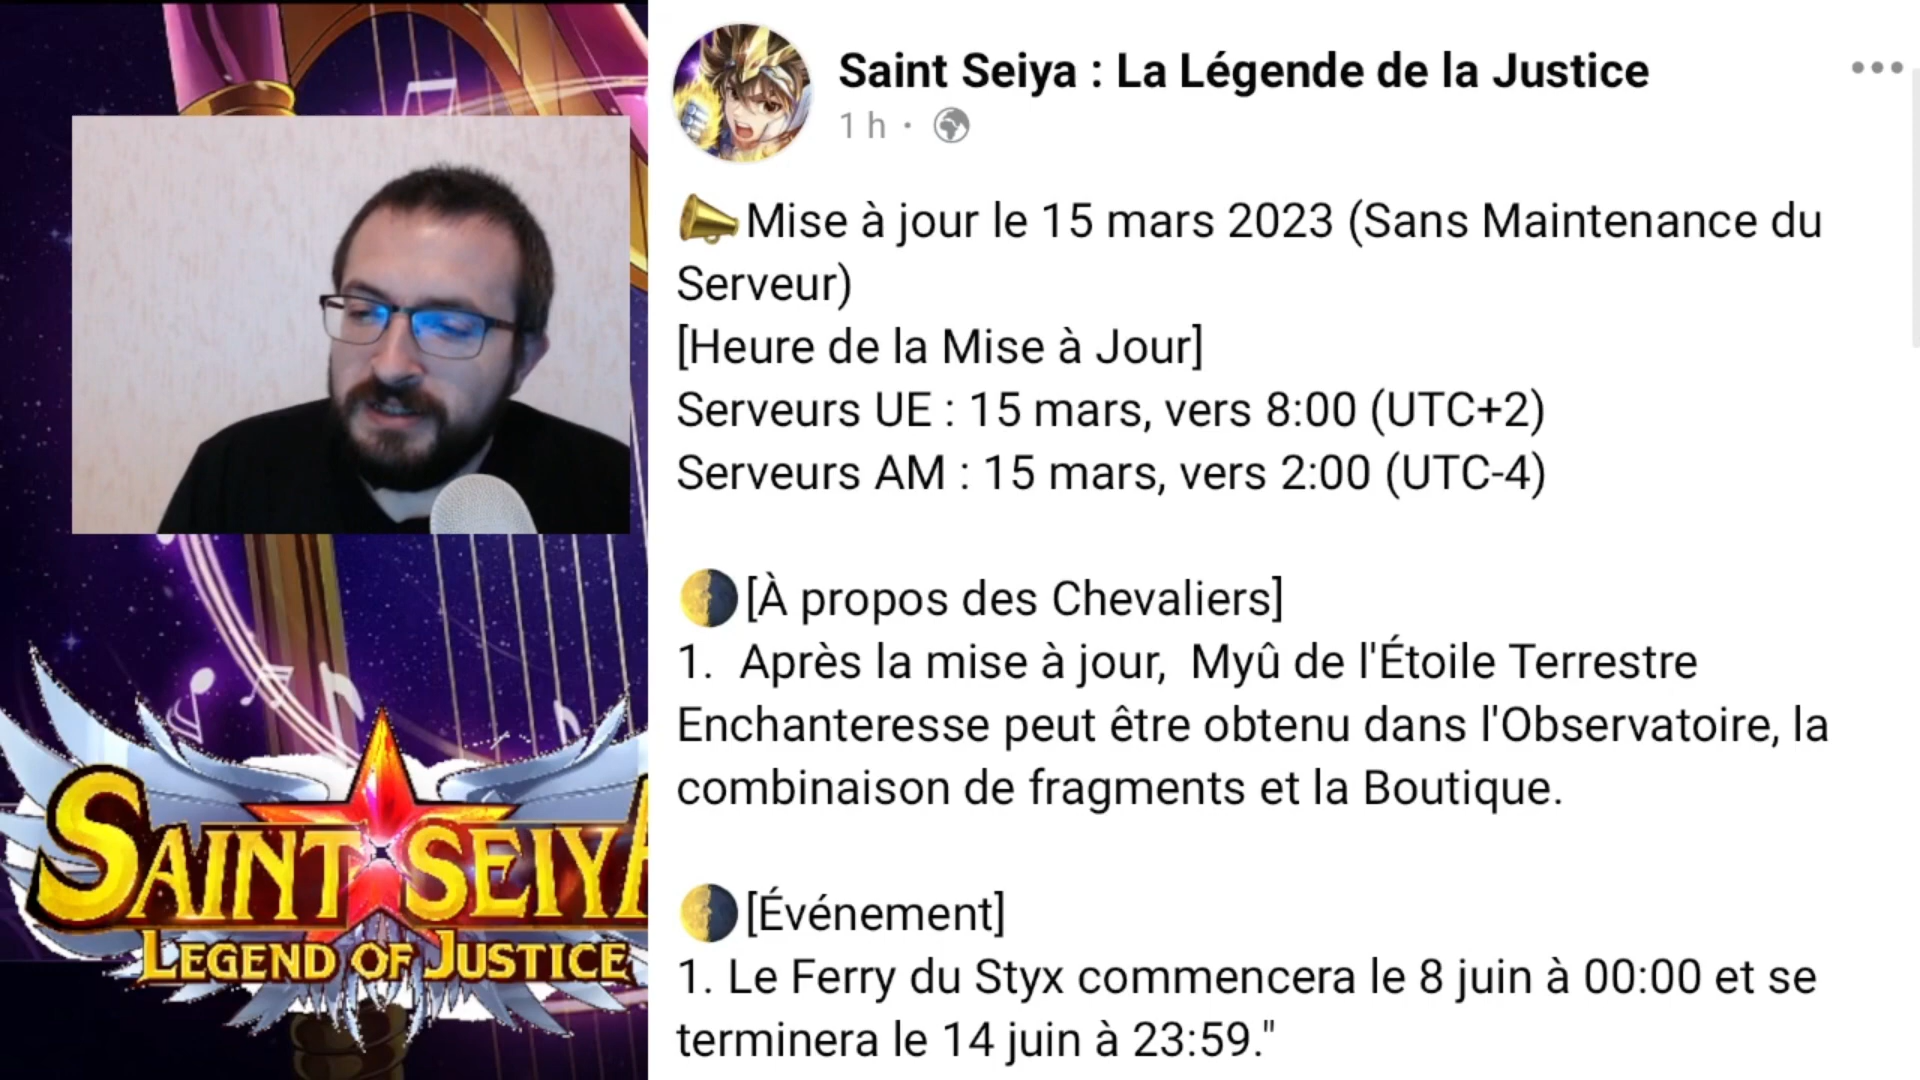 Saint Seiya : La Légende de la Justice
1 h ·
Mise à jour le 15 mars 2023 (Sans Maintenance du
Serveur)
[Heure de la Mise à Jour]
Serveurs UE : 15 mars, vers 8:00 (UTC+2)
Serveurs AM : 15 mars, vers 2:00 (UTC-4)
[À propos des Chevaliers]
1. Après la mise à jour, Myû de l'Étoile Terrestre
Enchanteresse peut être obtenu dans l'Observatoire, la
combinaison de fragments et la Boutique.
[Événement]
1. Le Ferry du Styx commencera le 8 juin à 00:00 et se
terminera le 14 juin à 23:59."
SAINT SEIYA
LEGEND OF JUSTICE